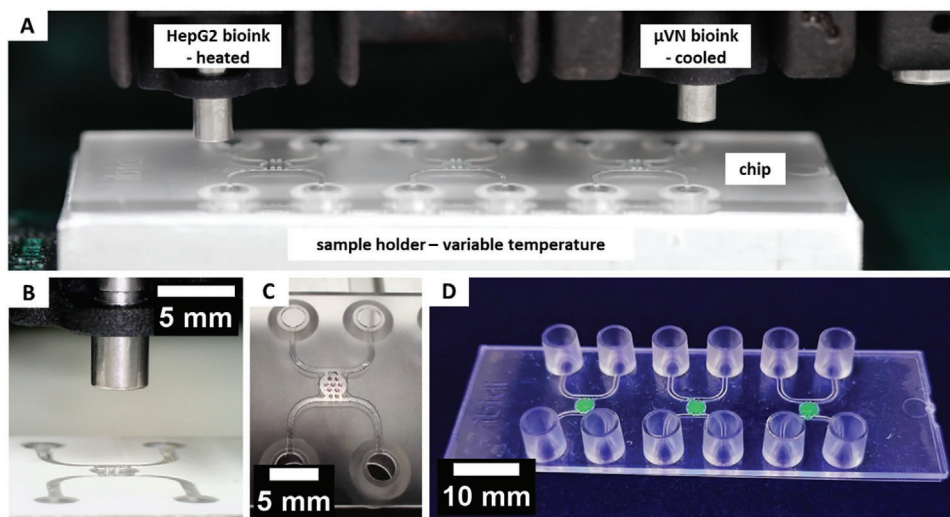 A
HepG2 bioink
- heated
μVN bioink
- cooled
chip
sample holder – variable temperature
B
5 mm
C
5 mm
D
10 mm